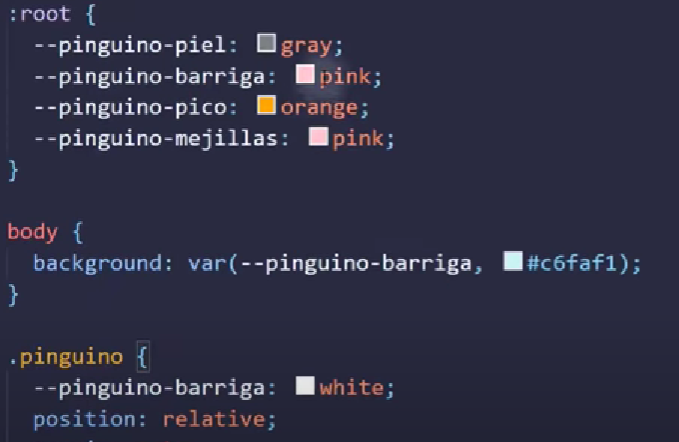 :root {
--pinguino-piel: gray;
--pinguino-barriga: pink;
--pinguino-pico: orange;
--pinguino-mejillas: pink;
}
body {
background: var(--pinguino-barriga, #c6faf1);
}
.pinguino {
--pinguino-barriga: white;
position: relative;